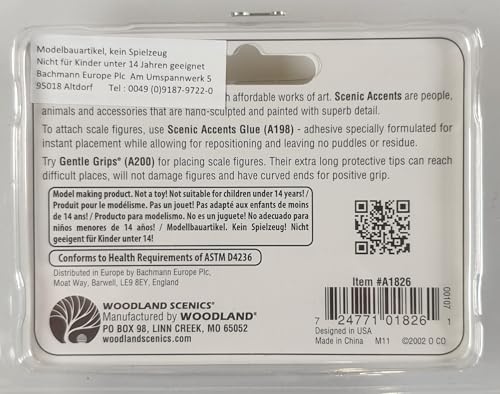 Modelbauartikel, kein Spielzeug
Nicht für Kinder unter 14 Jahren geeignet
Bachmann Europe Plc Am Umspannwerk 5
95018 Altdorf Tel : 0049 (0)9187-9722-0
h affordable works of art. Scenic Accents are people,
animals and accessories that are hand-sculpted and painted with superb detail.
To attach scale figures, use Scenic Accents Glue (A198) - adhesive specially formulated for
instant placement while allowing for repositioning and leaving no puddles or residue.
Try Gentle Grips® (A200) for placing scale figures. Their extra long protective tips can reach
difficult places, will not damage figures and have curved ends for positive grip.
Model making product. Not a toy! Not suitable for children under 14 years! /
Produit pour le modélisme. Pas un jouet! Pas adapté aux enfants de moins
de 14 ans! / Producto para modelismo. No es un juguete! No adecuado para
niños menores de 14 años! / Modellbauartikel. Kein Spielzeug! Nicht
geeigent für Kinder unter 14!
Conforms to Health Requirements of ASTM D4236
Distributed in Europe by Bachmann Europe Plc,
Moat Way, Barwell, LE9 8EY, England
WOODLAND SCENICS®
Manufactured by WOODLAND®
PO BOX 98, LINN CREEK, MO 65052
woodlandscenics.com
Item #A1826
00107
7 24771 01826 1
Designed in USA
Made in China M11 ©2002 O CO